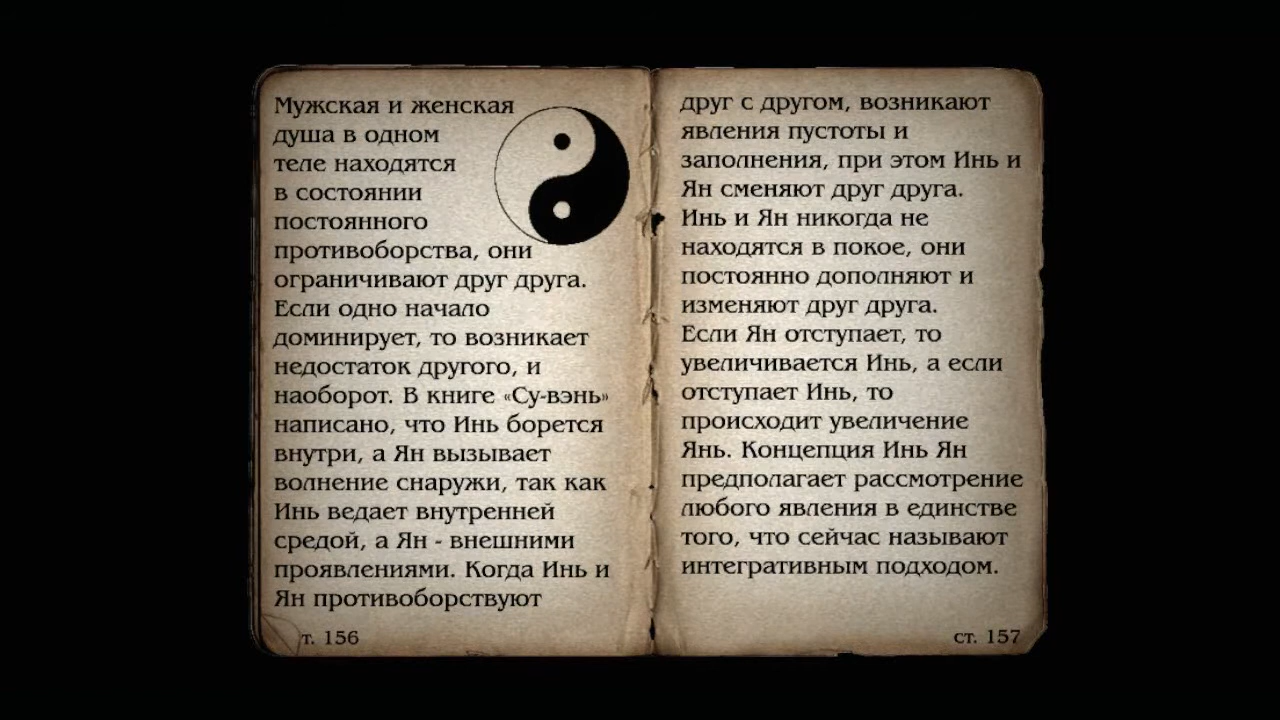 Мужская и женская
душа в одном
теле находятся
в состоянии
постоянного
противоборства, они
ограничивают друг друга.
Если одно начало
доминирует, то возникает
недостаток другого, и
наоборот. В книге «Су-вэнь»
написано, что Инь борется
внутри, а Ян вызывает
волнение снаружи, так как
Инь ведает внутренней
средой, а Ян - внешними
проявлениями. Когда Инь и
Ян противоборствуют
т. 156
друг с другом, возникают
явления пустоты и
заполнения, при этом Инь и
Ян сменяют друг друга.
Инь и Ян никогда не
находятся в покое, они
постоянно дополняют и
изменяют друг друга.
Если Ян отступает, то
увеличивается Инь, а если
отступает Инь, то
происходит увеличение
Янь. Концепция Инь Ян
предполагает рассмотрение
любого явления в единстве
того, что сейчас называют
интегративным подходом.
ст. 157